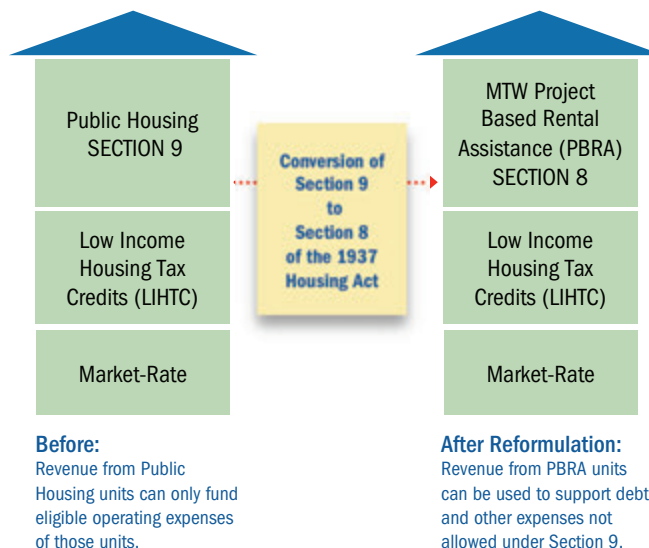 Public Housing
SECTION 9
Low Income
Housing Tax
Credits (LIHTC)
Market-Rate
Before:
Revenue from Public
Housing units can only fund
eligible operating expenses
of those units.
Conversion of
Section 9
to
Section 8
of the 1937
Housing Act
MTW Project
Based Rental
Assistance (PBRA)
SECTION 8
Low Income
Housing Tax
Credits (LIHTC)
Market-Rate
After Reformulation:
Revenue from PBRA units
can be used to support debt
and other expenses not
allowed under Section 9.